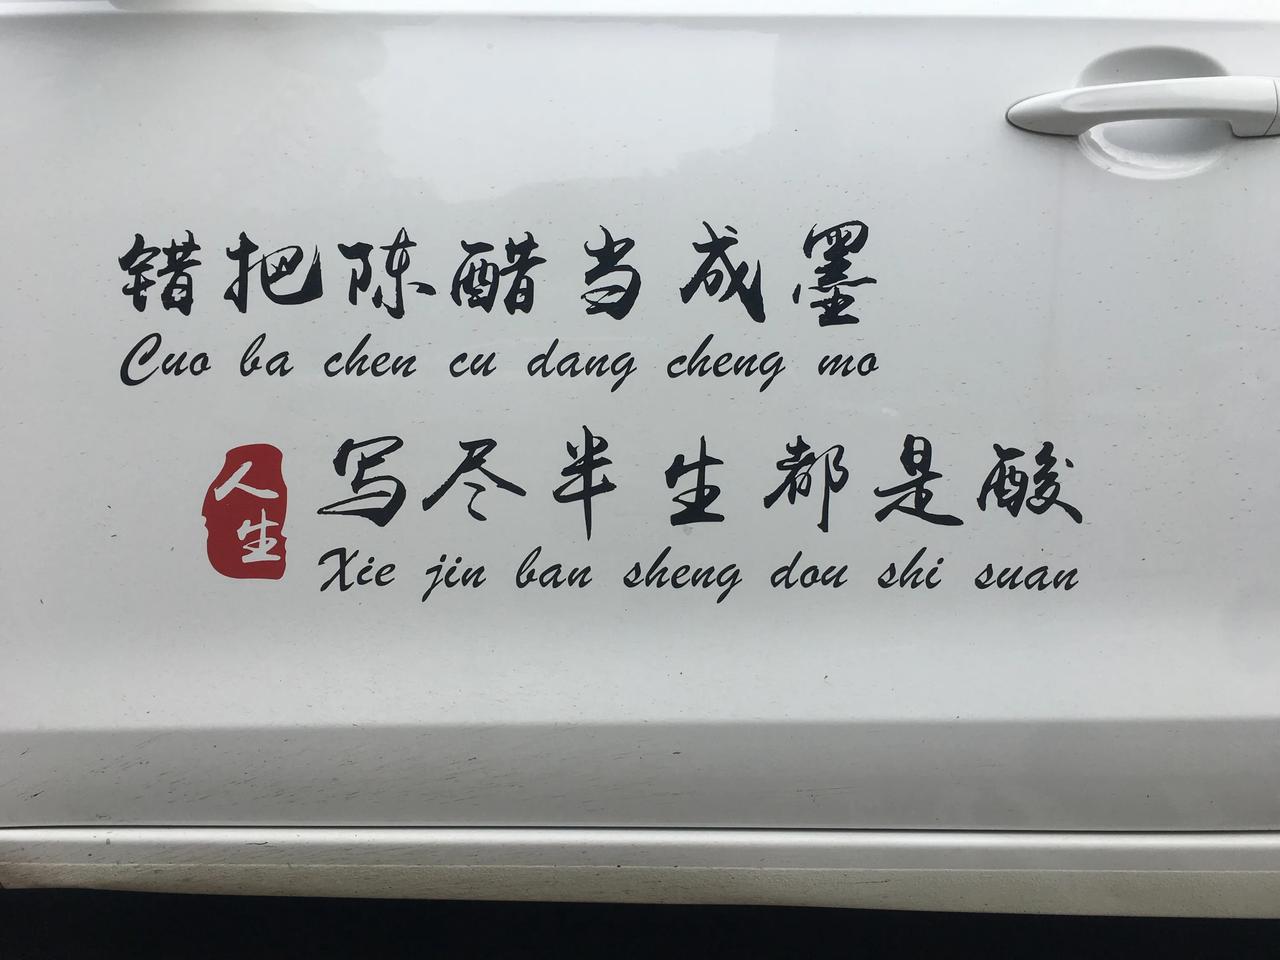 错把陈醋当成墨
Cuo ba chen cu dang cheng mo
写尽半生都是酸
Xie jin ban sheng dou shi suan
人生